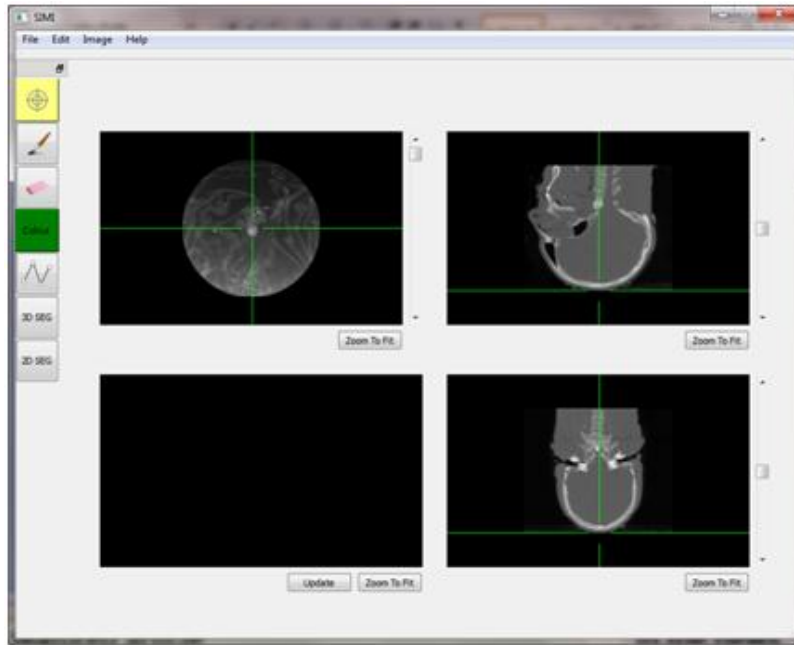 SIMI
File Edit Image Help
Colour
3D SEG
2D SEG
Zoom To Fit
Zoom To Fit
Update Zoom To Fit
Zoom To Fit